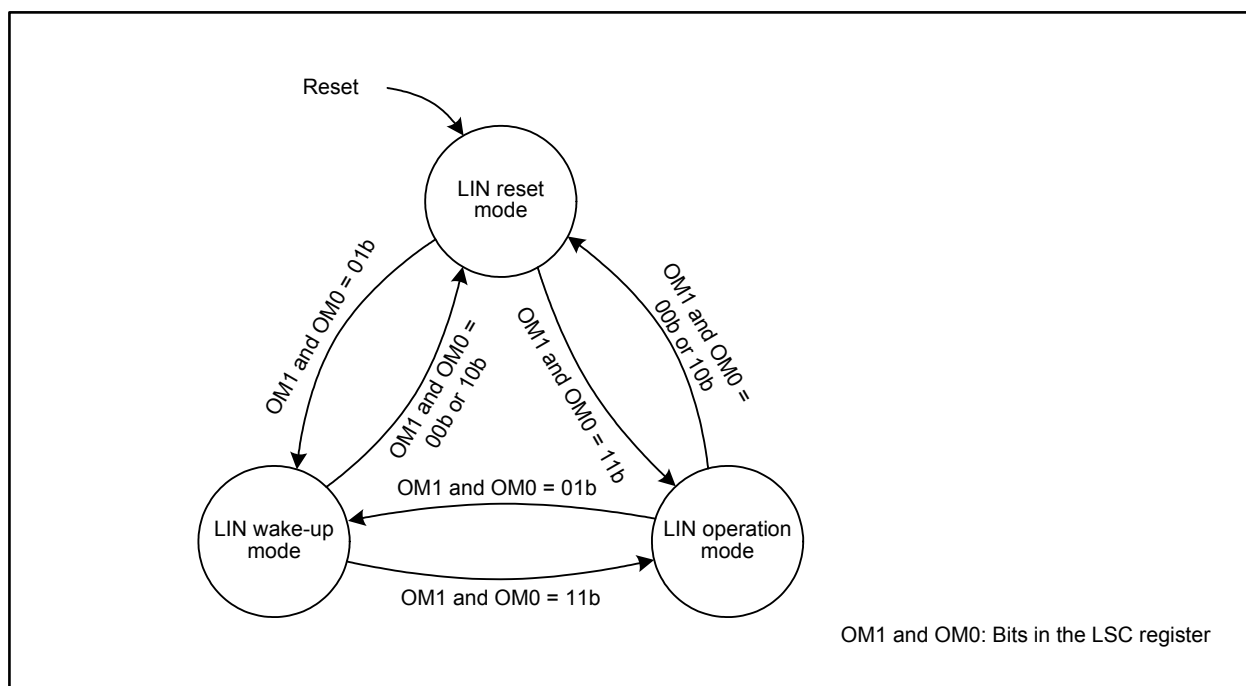 Reset
LIN reset
mode
OM1 and OM0 = 01b
OM1 and OM0 =
00b or 10b
OM1 and OM0 = 11b
OM1 and OM0 =
00b or 10b
OM1 and OM0 = 01b
LIN wake-up
mode
LIN operation
mode
OM1 and OM0 = 11b
OM1 and OM0: Bits in the LSC register